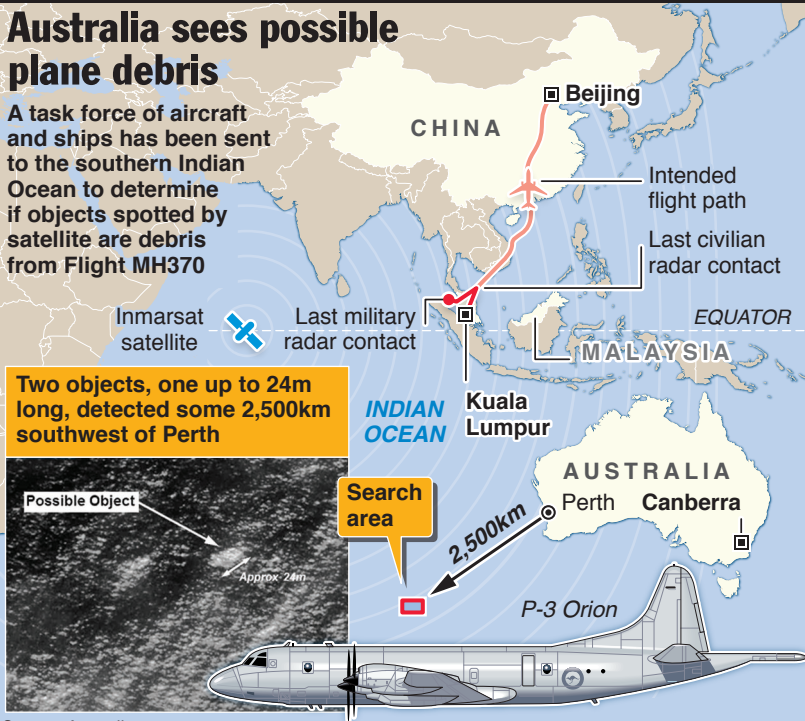 Australia sees possible
plane debris
A task force of aircraft
and ships has been sent
to the southern Indian
Ocean to determine
if objects spotted by
satellite are debris
from Flight MH370
Beijing
CHINA
Intended
flight path
Last civilian
radar contact
Inmarsat
satellite
Last military
radar contact
EQUATOR
MALAYSIA
Two objects, one up to 24m
long, detected some 2,500km
southwest of Perth
INDIAN
OCEAN
Kuala
Lumpur
AUSTRALIA
Perth
Canberra
Search
area
2,500km
Possible Object
Approx 24m
P-3 Orion